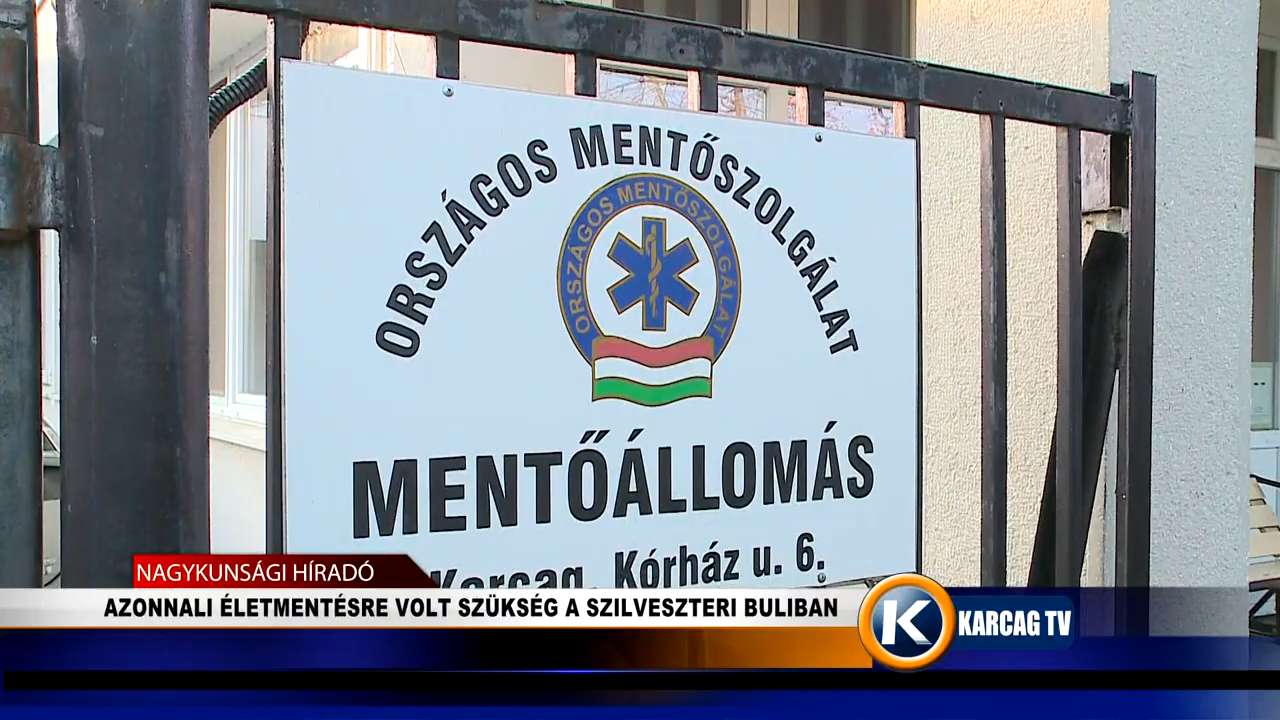 ORSZÁGOS MENTŐSZOLGÁLAT
ORSZÁGOS MENTŐSZOLGÁLAT
MENTŐÁLLOMÁS
Karcag, Kórház u. 6.
NAGYKUNSÁGI HÍRADÓ
AZONNALI ÉLETMENTÉSRE VOLT SZÜKSÉG A SZILVESZTERI BULIBAN
K KARCAG TV